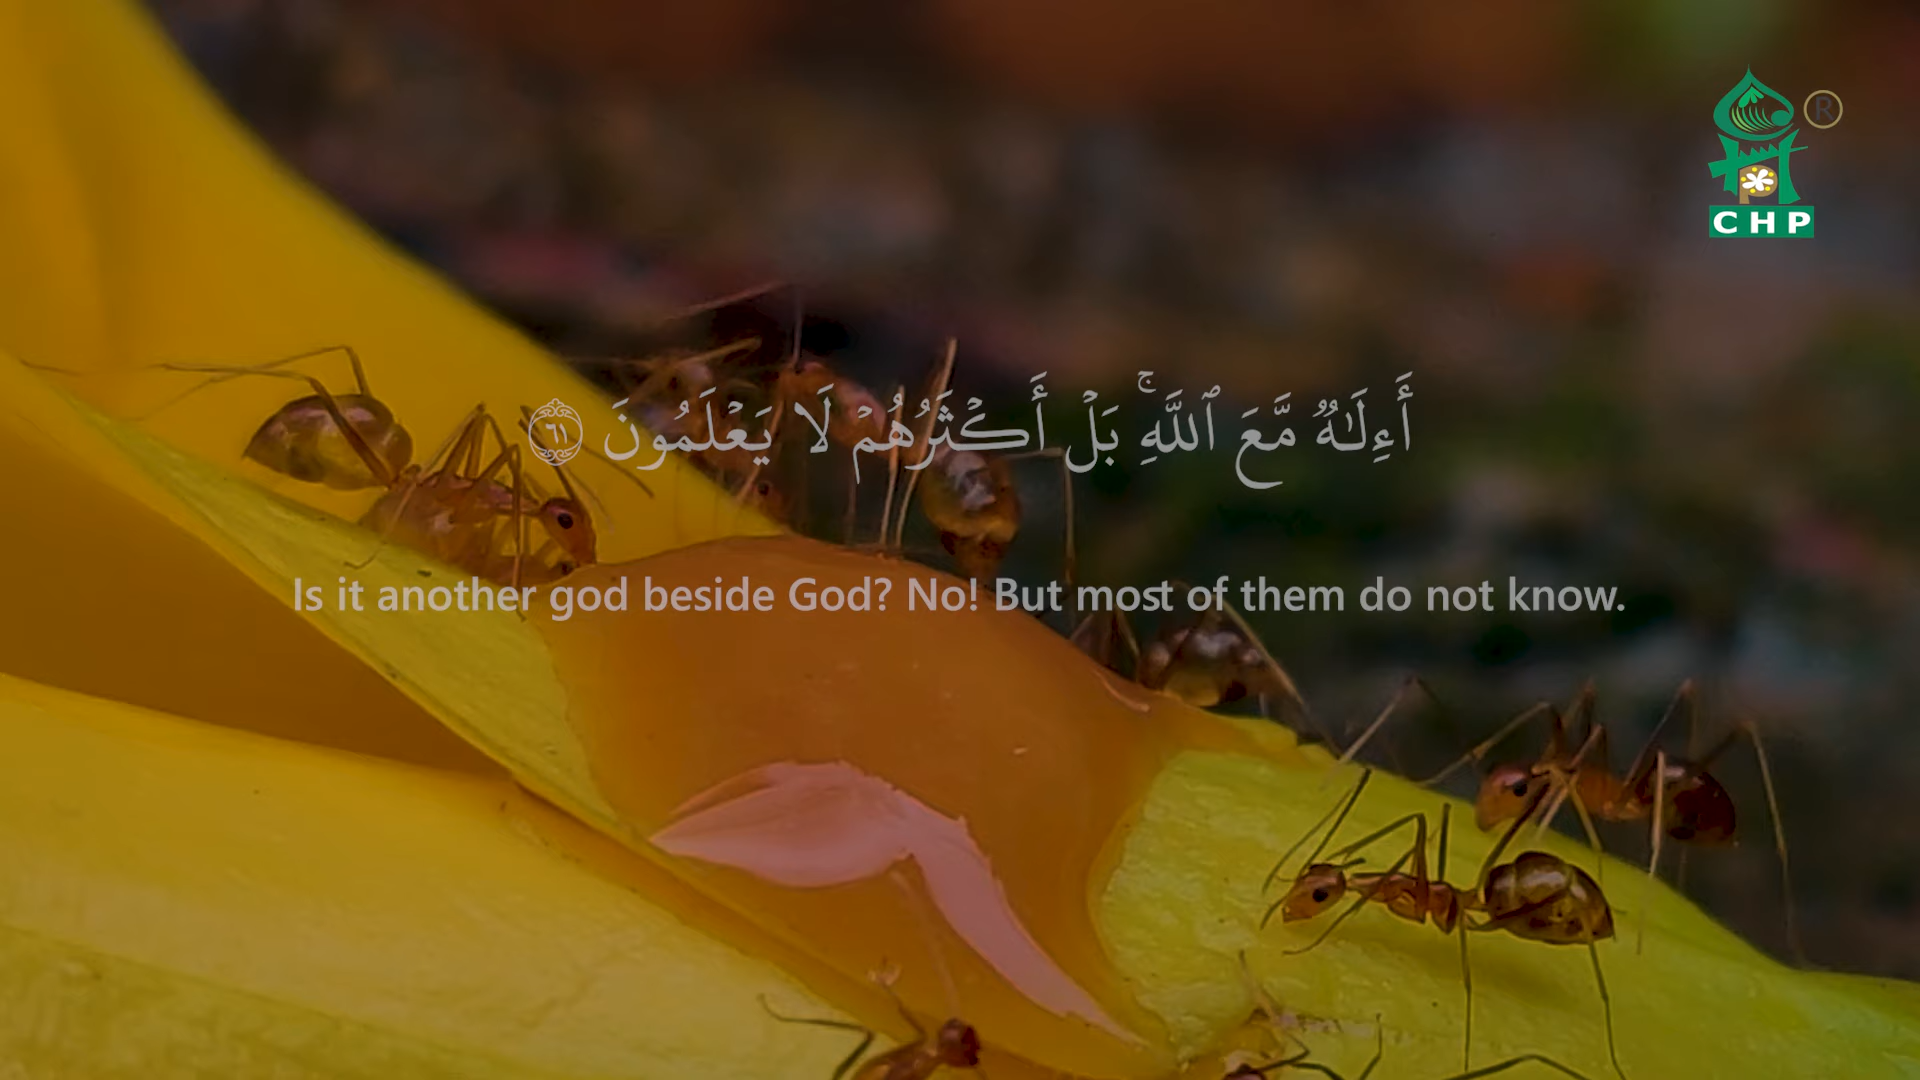 ®
CHP
أَءِلَـٰهٌ مَّعَ ٱللَّهِ ۚ بَلْ أَكْثَرُهُمْ لَا يَعْلَمُونَ ٦١
Is it another god beside God? No! But most of them do not know.